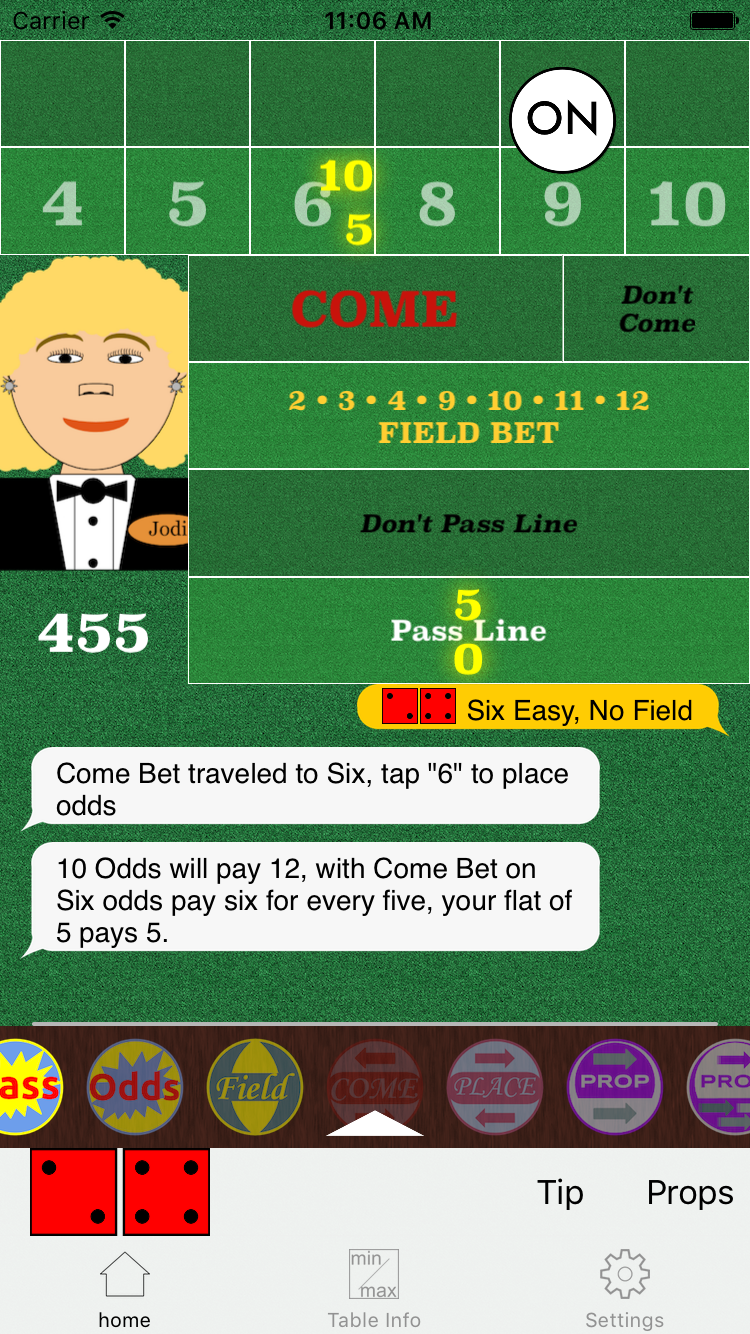 Carrier 11:06 AM
ON
10
4 5 6 8 9 10
5
COME
Don't
Come
2 • 3 • 4 • 9 • 10 • 11 • 12
FIELD BET
Jodi
Don't Pass Line
455
5
Pass Line
0
Six Easy, No Field
Come Bet traveled to Six, tap "6" to place
odds
10 Odds will pay 12, with Come Bet on
Six odds pay six for every five, your flat of
5 pays 5.
ass Odds Field COME PLACE PROP PRO
Tip Props
min
max
home Table Info Settings